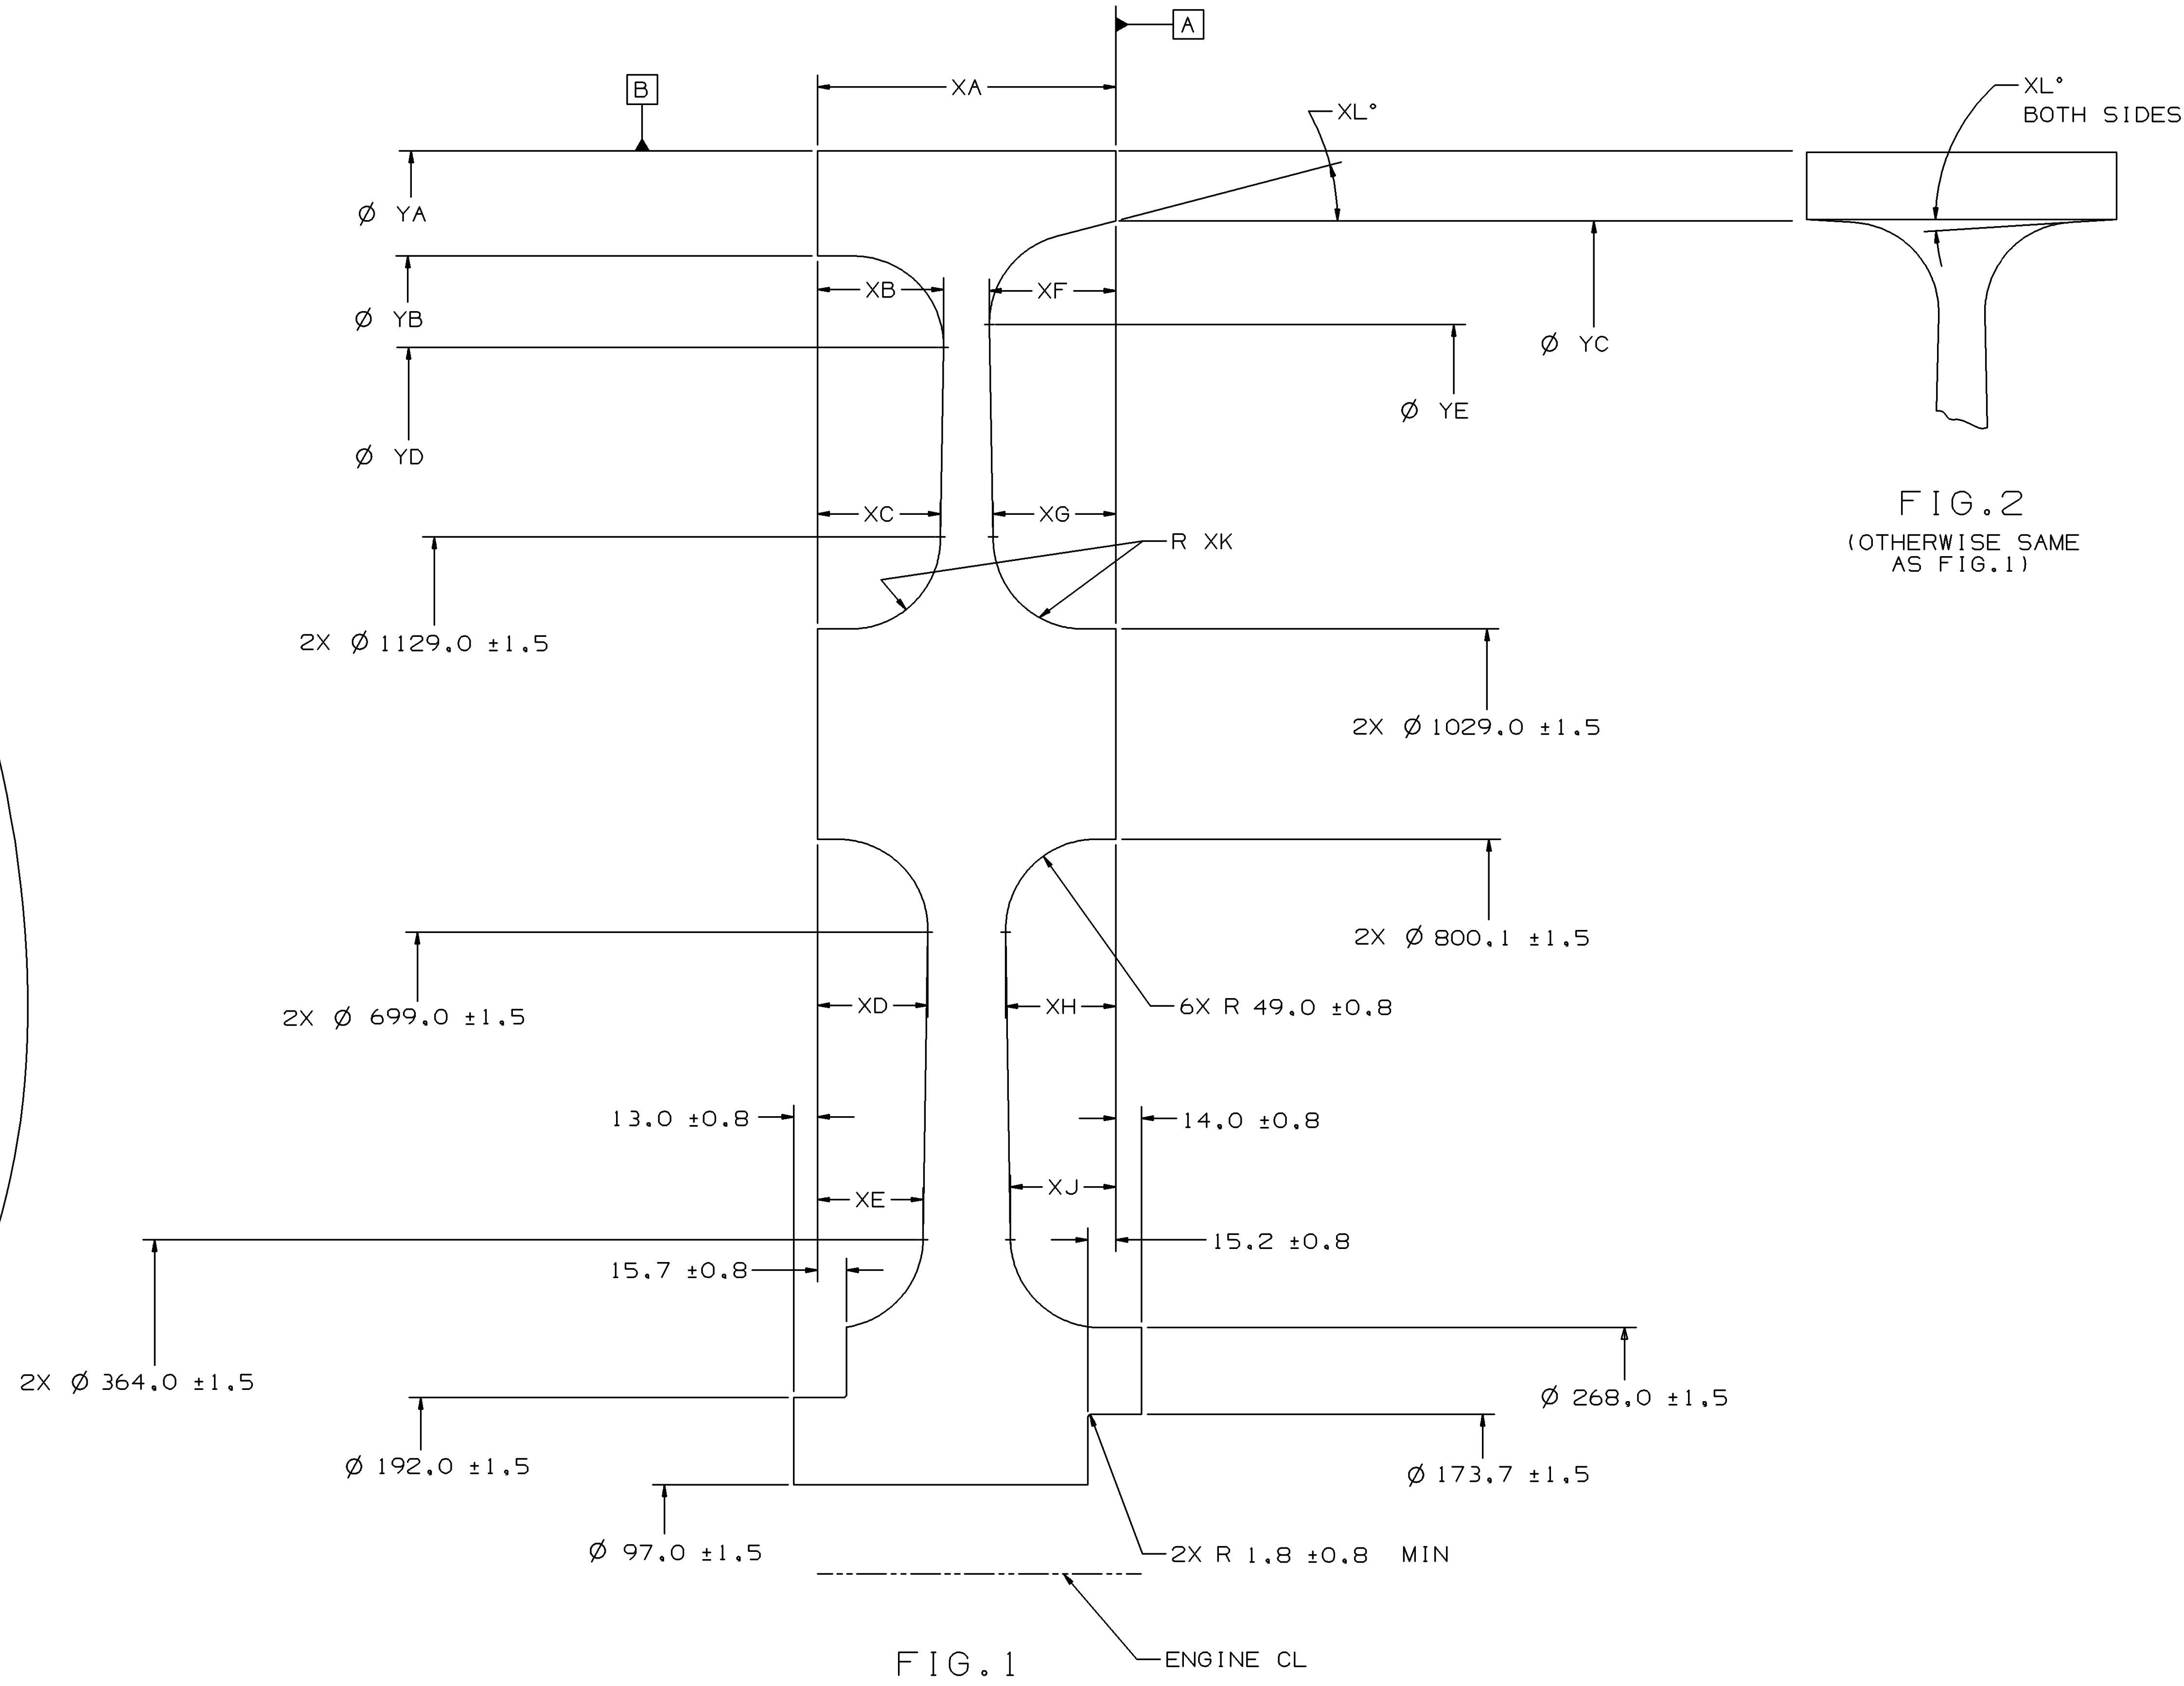 A
XA
B
XL°
XL°
BOTH SIDES
Ø YA
XB
XF
Ø YB
Ø YC
Ø YE
Ø YD
XC
XG
FIG.2
(OTHERWISE SAME
AS FIG.1)
R XK
2X Ø 1129.0 ±1.5
2X Ø 1029.0 ±1.5
2X Ø 800.1 ±1.5
XD
XH
6X R 49.0 ±0.8
2X Ø 699.0 ±1.5
13.0 ±0.8
14.0 ±0.8
XE
XJ
15.2 ±0.8
15.7 ±0.8
2X Ø 364.0 ±1.5
Ø 268.0 ±1.5
Ø 192.0 ±1.5
Ø 173.7 ±1.5
Ø 97.0 ±1.5
2X R 1.8 ±0.8 MIN
FIG.1
ENGINE CL